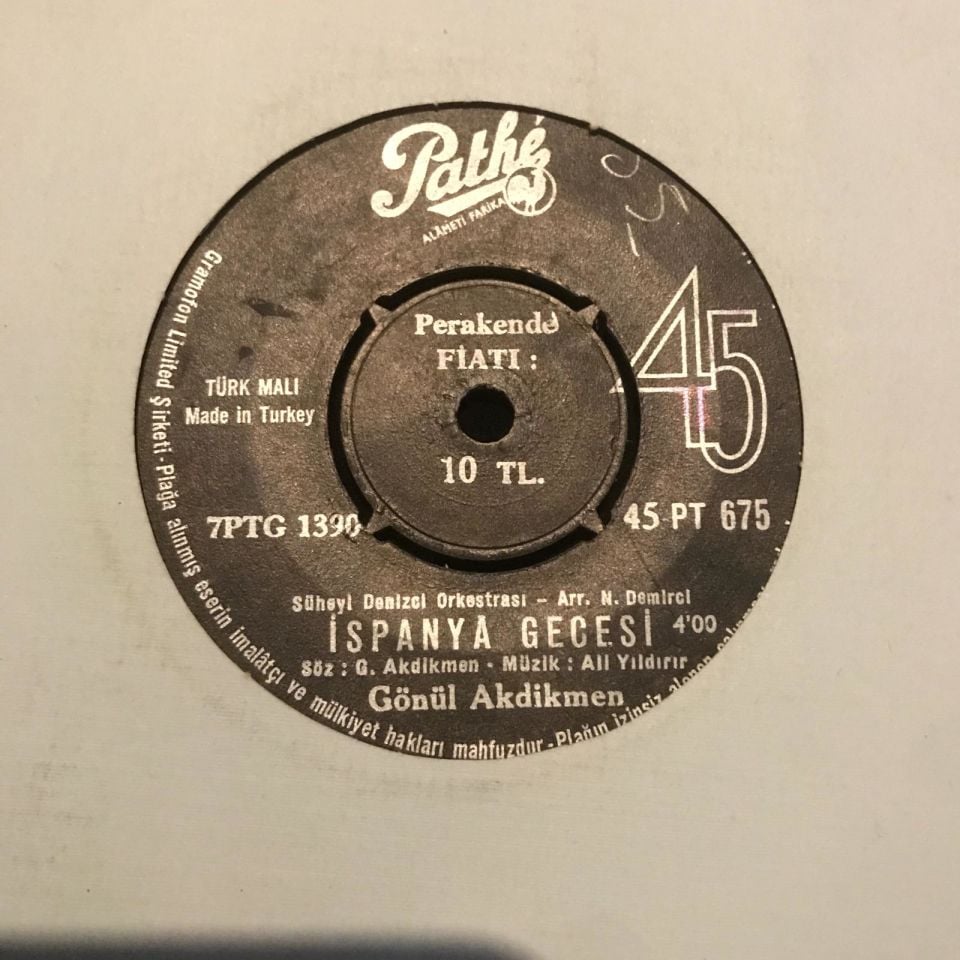 Pathé
ALÂMETİ FARİKA
45
Perakende
FİATI :
10 TL.
TÜRK MALI
Made in Turkey
7PTG 1390
45 PT 675
Süheyl Denizci Orkestrası – Arr. N. Demirci
İSPANYA GECESİ 4'00
Söz : G. Akdikmen - Müzik : Ali Yıldırır
Gönül Akdikmen
Gramofon Limited Şirketi - Plağa alınmış eserin imalâtçı ve mülkiyet hakları mahfuzdur - Plağın izinsiz alenen